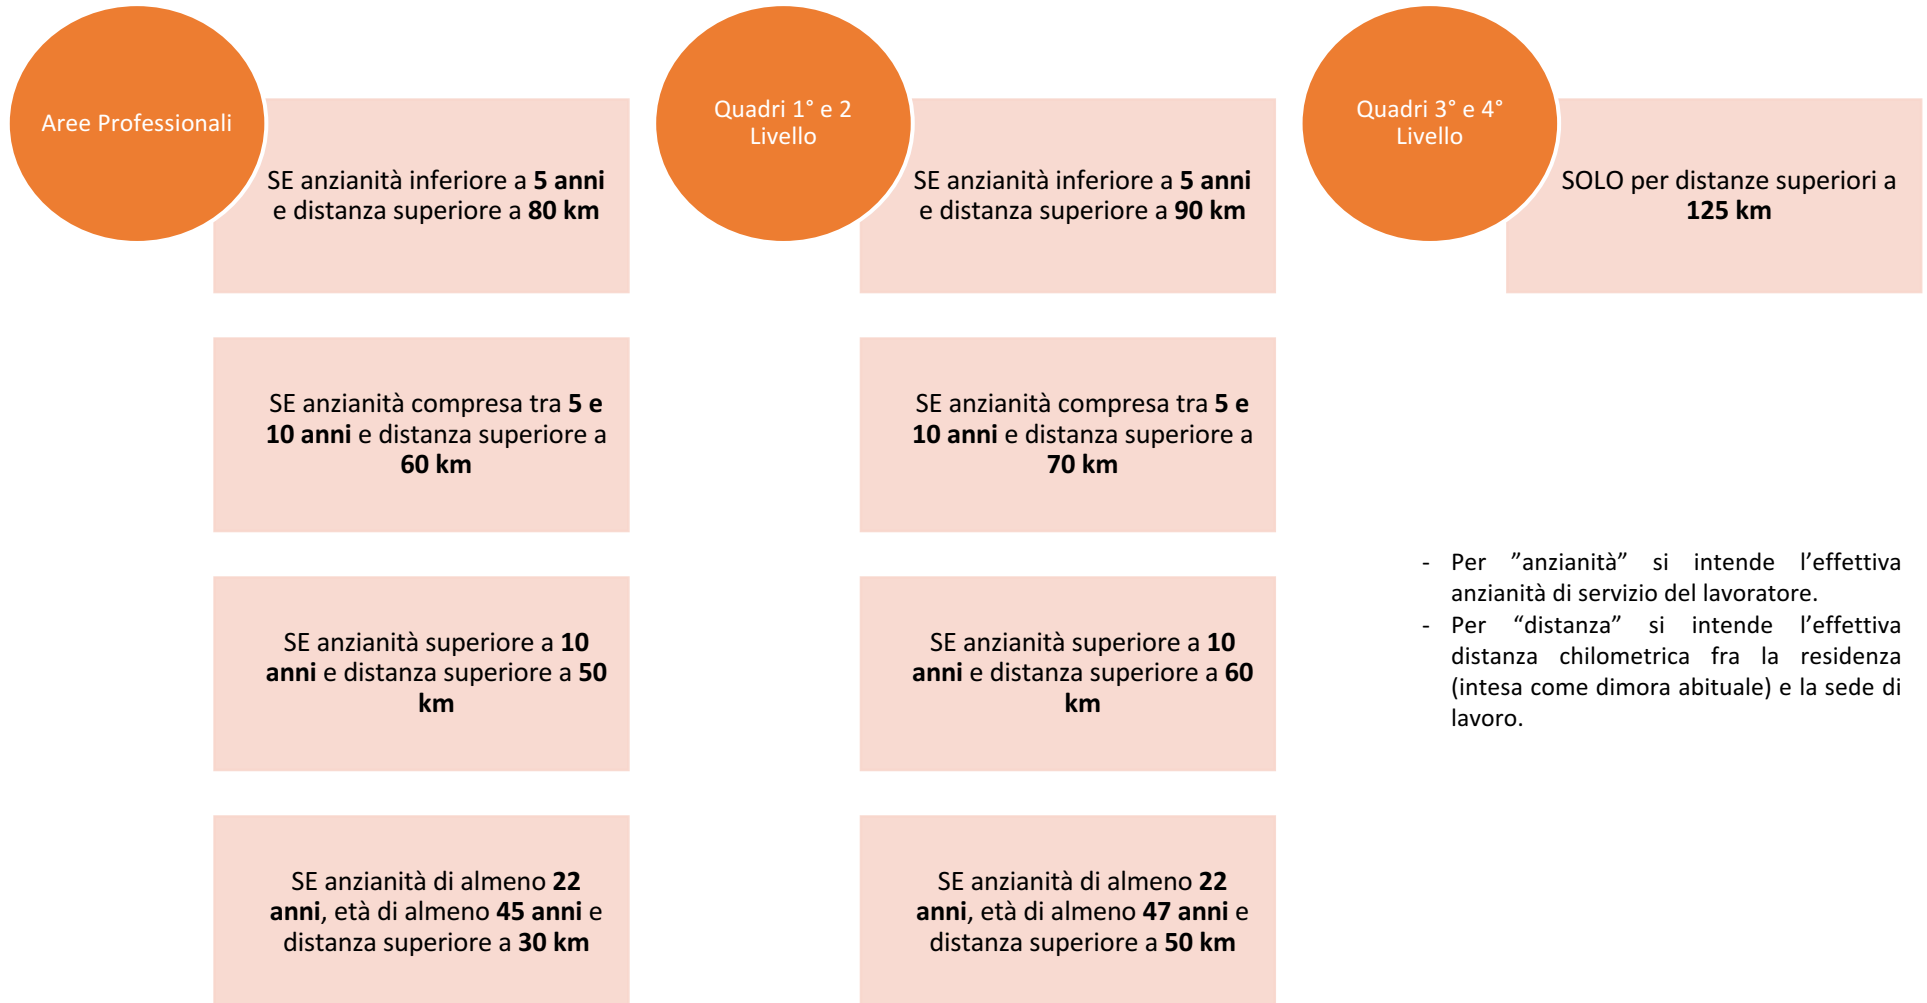 Aree Professionali
SE anzianità inferiore a 5 anni
e distanza superiore a 80 km
SE anzianità compresa tra 5 e
10 anni e distanza superiore a
60 km
SE anzianità superiore a 10
anni e distanza superiore a 50
km
SE anzianità di almeno 22
anni, età di almeno 45 anni e
distanza superiore a 30 km
Quadri 1° e 2
Livello
SE anzianità inferiore a 5 anni
e distanza superiore a 90 km
SE anzianità compresa tra 5 e
10 anni e distanza superiore a
70 km
SE anzianità superiore a 10
anni e distanza superiore a 60
km
SE anzianità di almeno 22
anni, età di almeno 47 anni e
distanza superiore a 50 km
Quadri 3° e 4°
Livello
SOLO per distanze superiori a
125 km
- Per ”anzianità” si intende l’effettiva
anzianità di servizio del lavoratore.
- Per “distanza” si intende l’effettiva
distanza chilometrica fra la residenza
(intesa come dimora abituale) e la sede di
lavoro.